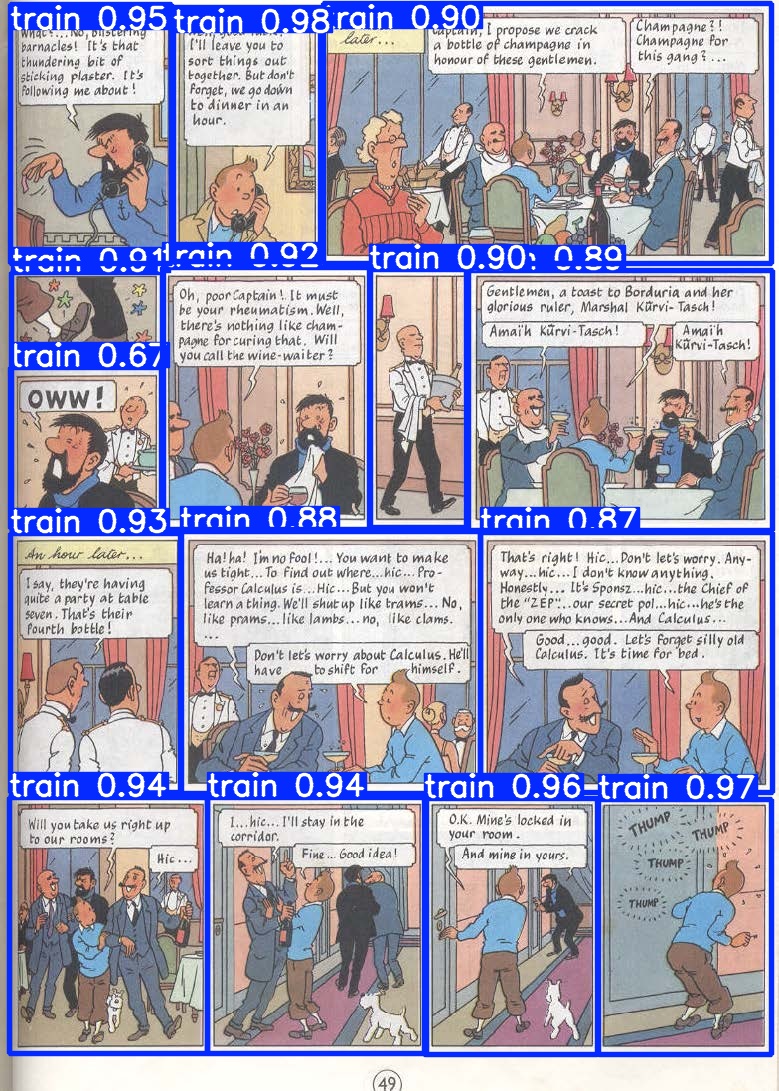 train 0.95
What?...No, blistering
barnacles! It's that
thundering bit of
sticking plaster. It's
following me about!
train 0.98
I'll leave you to
sort things out
together. But don't
forget, we go down
to dinner in an
hour.
train 0.90
later...
Captain, I propose we crack
a bottle of champagne in
honour of these gentlemen.
Champagne?!
Champagne for
this gang?...
train 0.91
train 0.67
OWW!
train 0.92
Oh, poor Captain!. It must
be your rheumatism. Well,
there's nothing like cham-
pagne for curing that. Will
you call the wine-waiter?
train 0.90
0.89
Gentlemen, a toast to Borduria and her
glorious ruler, Marshal Kûrvi-Tasch!
Amaïh Kûrvi-Tasch!
Amaïh
Kûrvi-Tasch!
train 0.93
An hour later...
I say, they're having
quite a party at table
seven. That's their
fourth bottle!
train 0.88
Ha! ha! I'm no fool!... You want to make
us tight...To find out where...hic...Pro-
fessor Calculus is...Hic...But you won't
learn a thing. We'll shut up like trams... No,
like prams...like lambs...no, like clams.
...
Don't let's worry about Calculus. He'll
have to shift for himself.
train 0.87
That's right! Hic...Don't let's worry. Any-
way...hic...I don't know anything.
Honestly... It's Sponsz...hic...the Chief of
the "ZEP"...our secret pol...hic...he's the
only one who knows...And Calculus...
Good...good. Let's forget silly old
Calculus. It's time for bed.
train 0.94
Will you take us right up
to our rooms?
Hic...
train 0.94
I...hic...I'll stay in the
corridor.
Fine... Good idea!
train 0.96
O.K. Mine's locked in
your room.
And mine in yours.
train 0.97
THUMP
THUMP
THUMP
THUMP
49